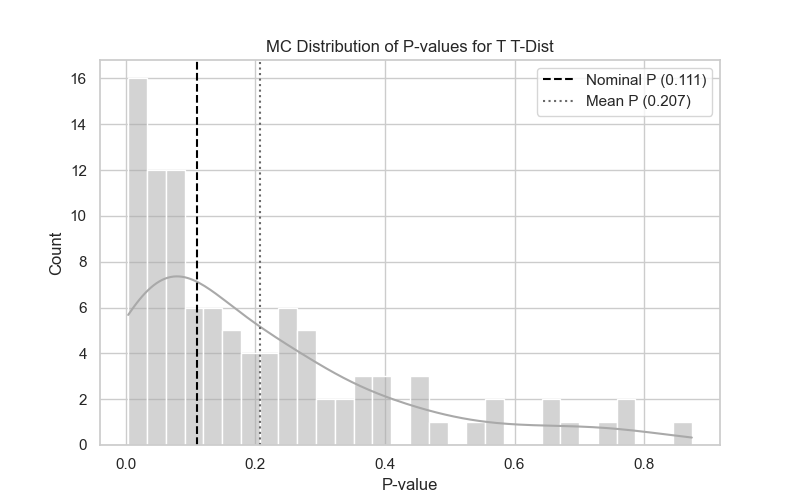 MC Distribution of P-values for T T-Dist
Nominal P (0.111)
Mean P (0.207)
Count
16
14
12
10
8
6
4
2
0
0.0 0.2 0.4 0.6 0.8
P-value